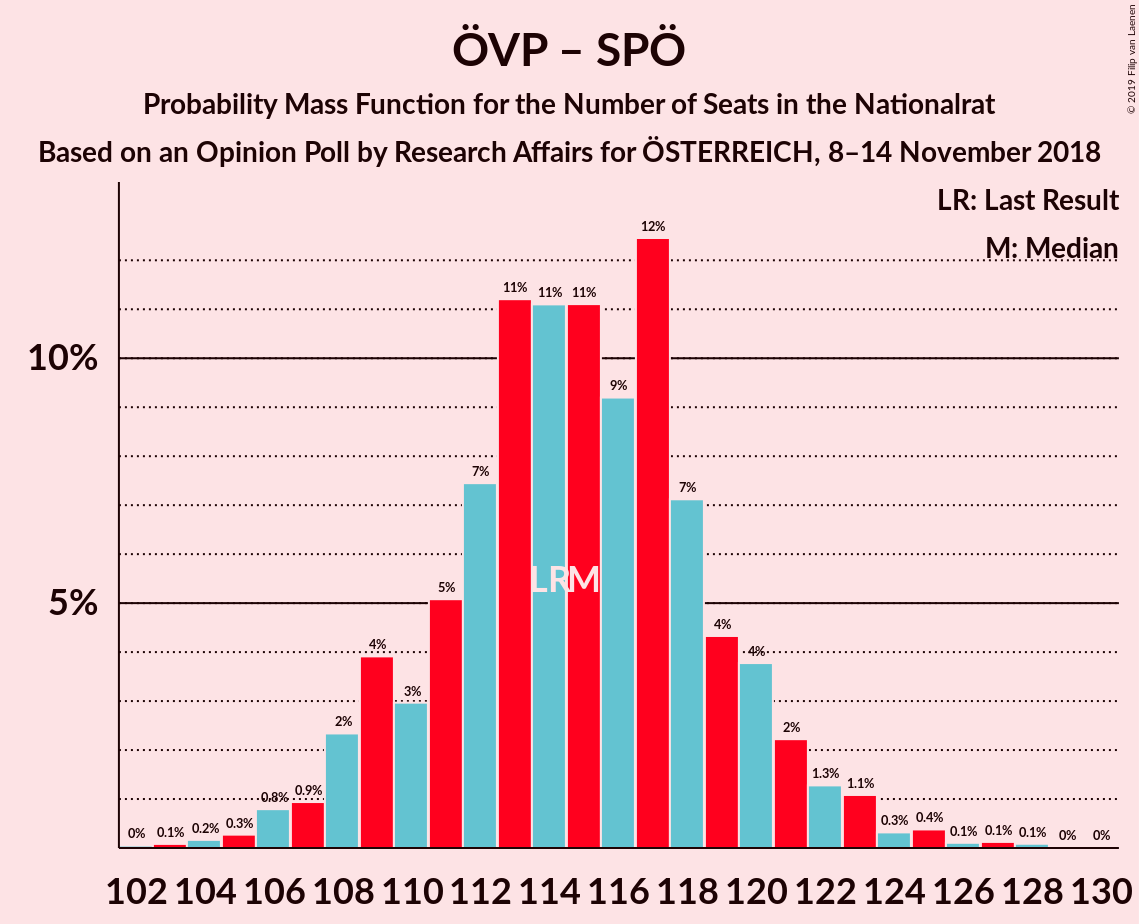 ÖVP – SPÖ
Probability Mass Function for the Number of Seats in the Nationalrat
Based on an Opinion Poll by Research Affairs for ÖSTERREICH, 8–14 November 2018
© 2019 Filip van Laenen
LR: Last Result
M: Median
10%
5%
0% 0.1% 0.2% 0.3% 0.8% 0.9% 2% 4% 3% 5% 7% 11% 11% 11% 9% 12% 7% 4% 4% 2% 1.3% 1.1% 0.3% 0.4% 0.1% 0.1% 0.1% 0% 0%
LR M
102 104 106 108 110 112 114 116 118 120 122 124 126 128 130